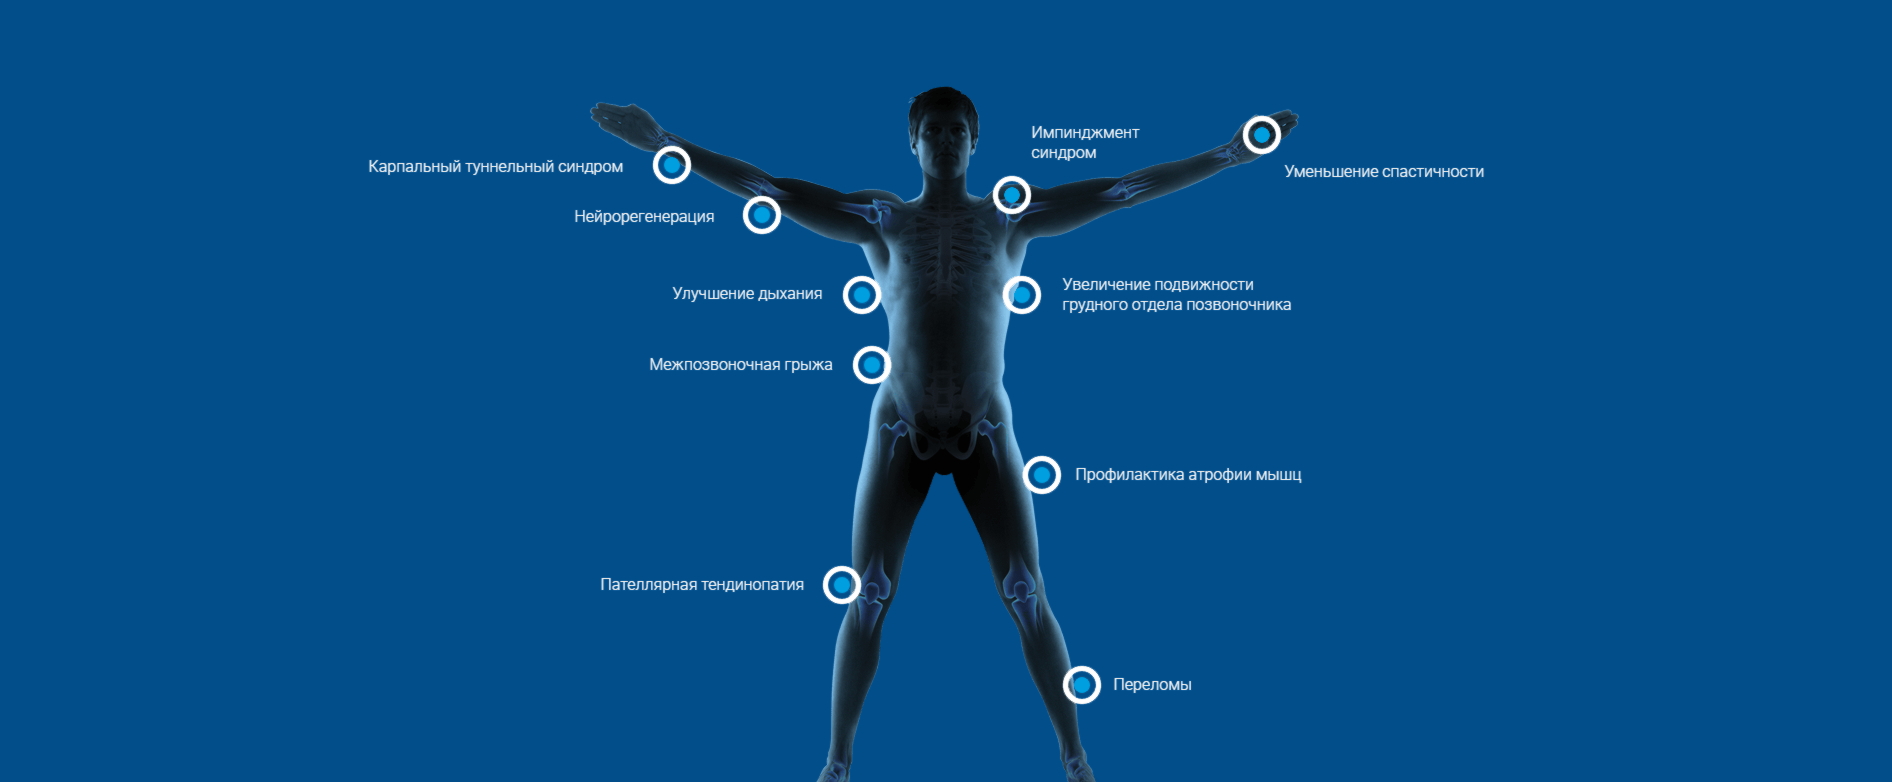 Импинджмент
синдром
Карпальный туннельный синдром
Уменьшение спастичности
Нейрорегенерация
Улучшение дыхания
Увеличение подвижности
грудного отдела позвоночника
Межпозвоночная грыжа
Профилактика атрофии мышц
Пателлярная тендинопатия
Переломы